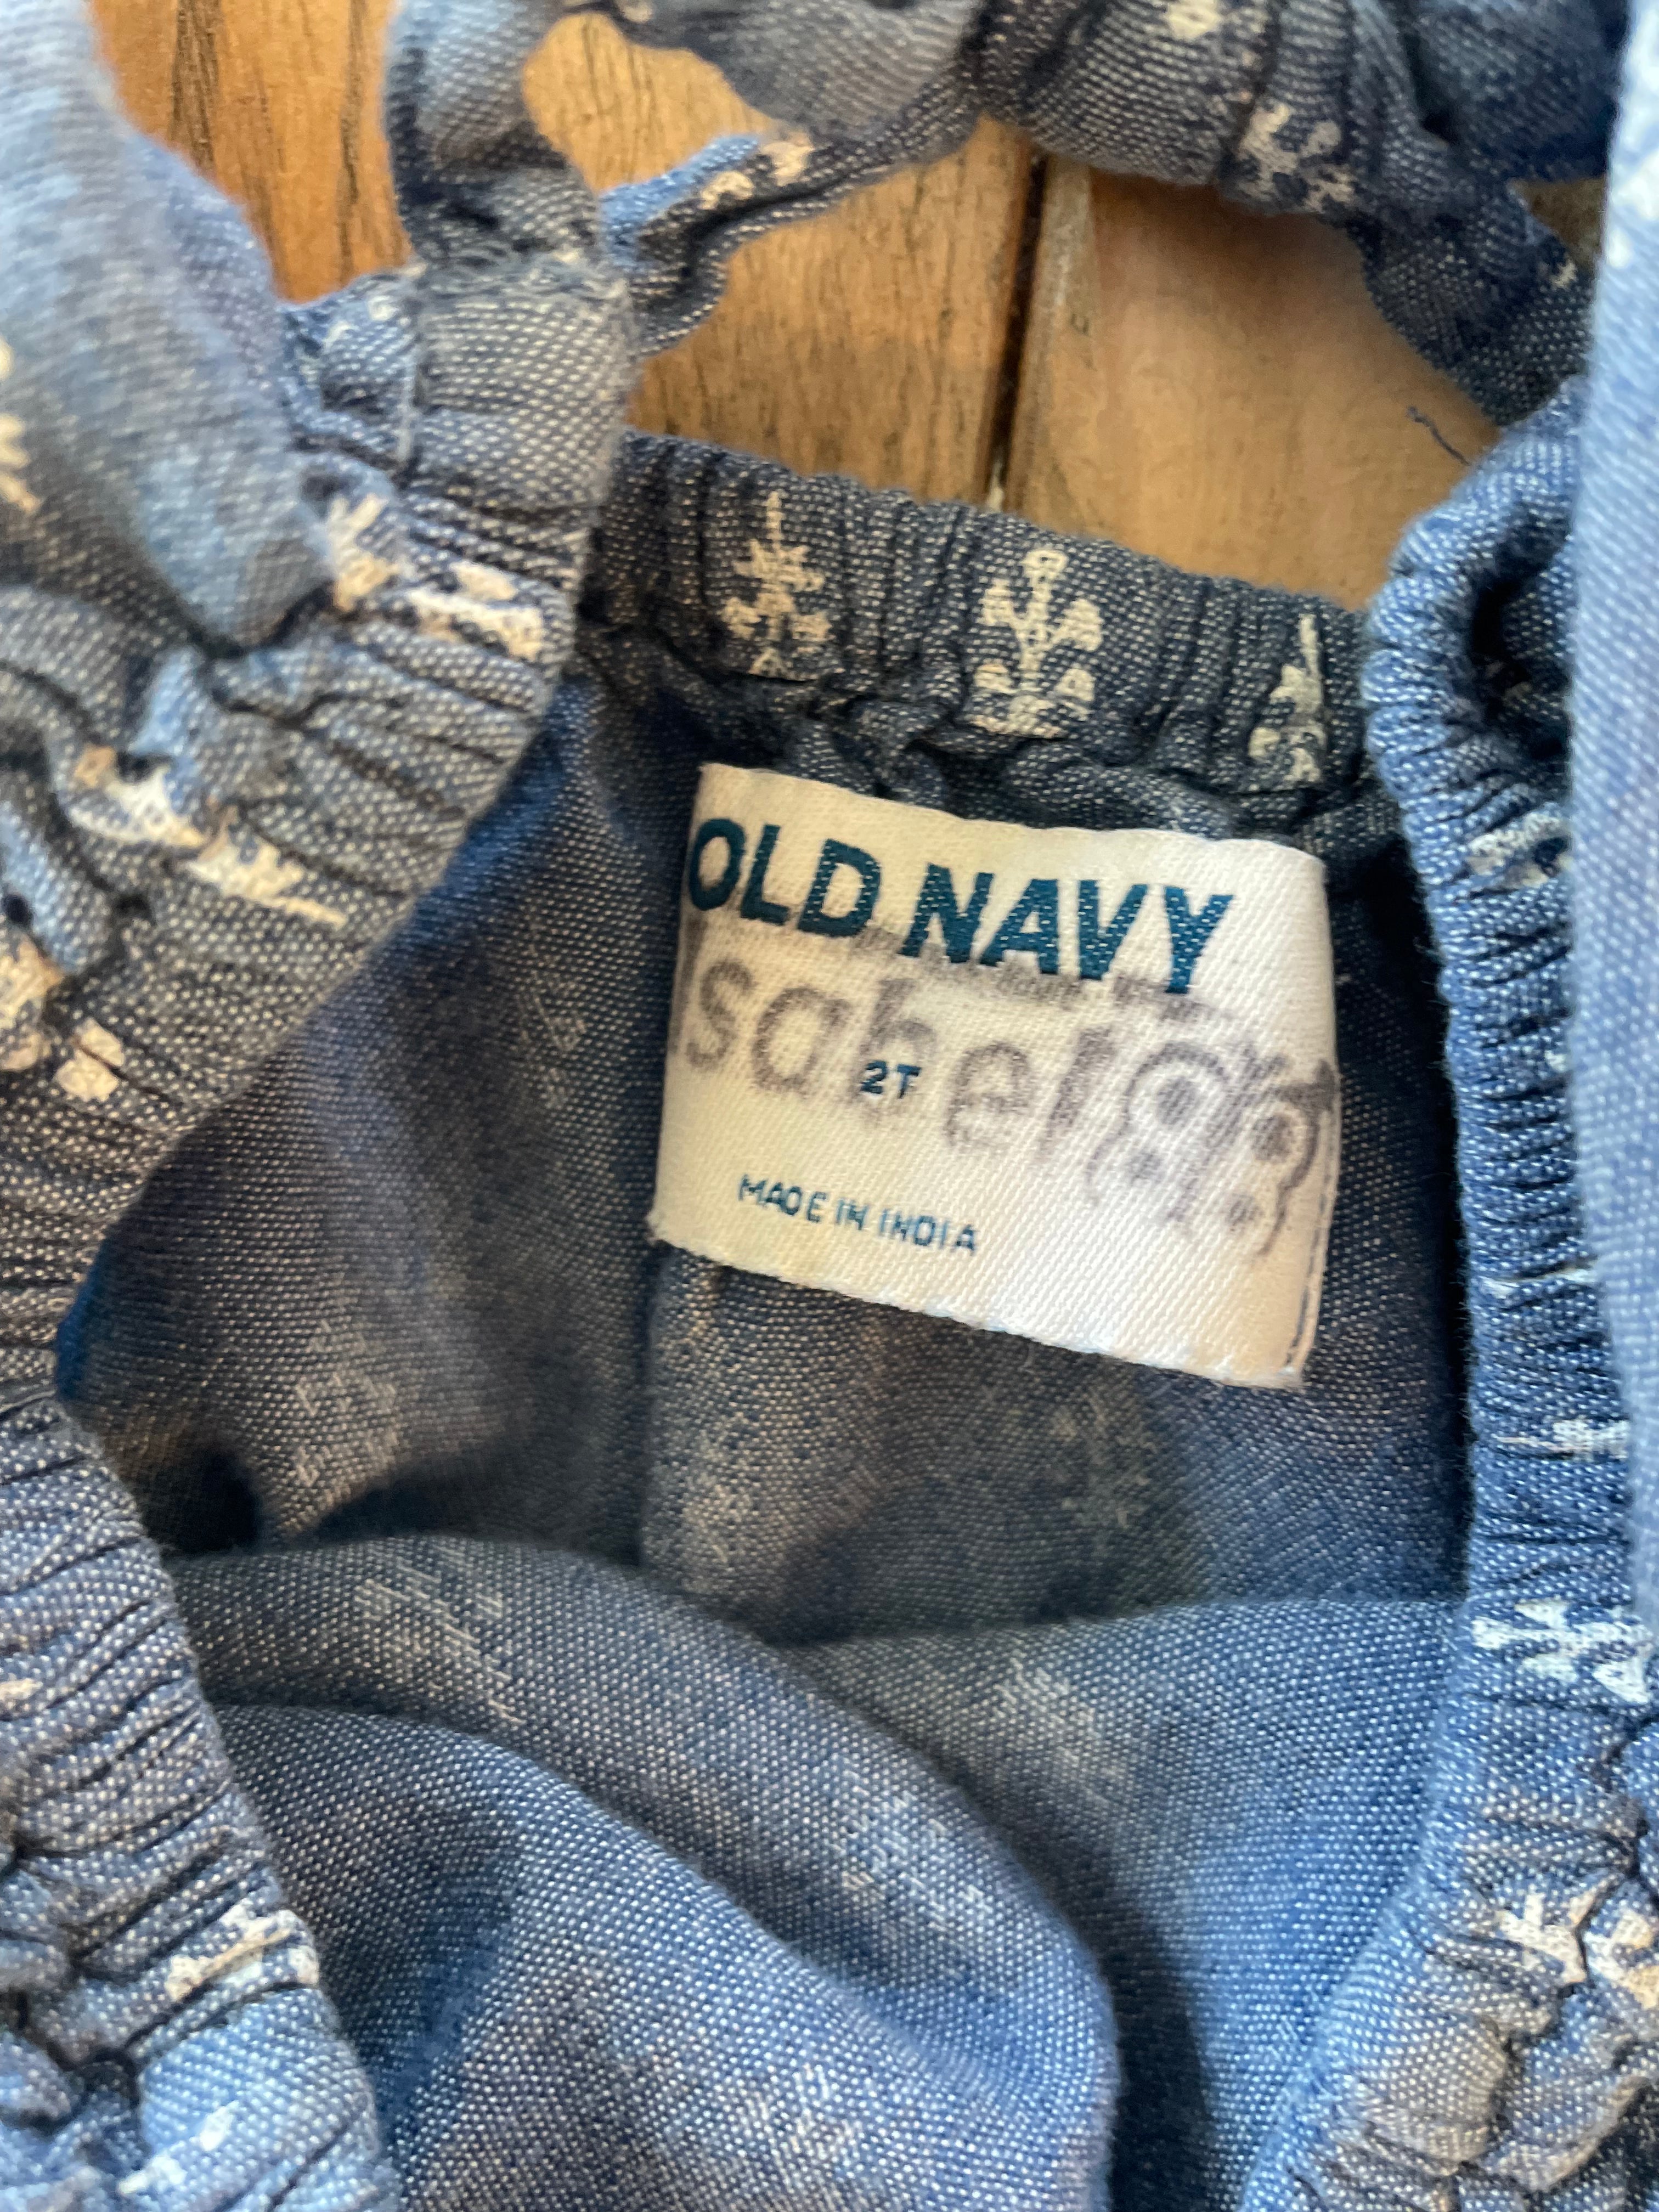 OLD NAVY
Isabel
2T
MADE IN INDIA